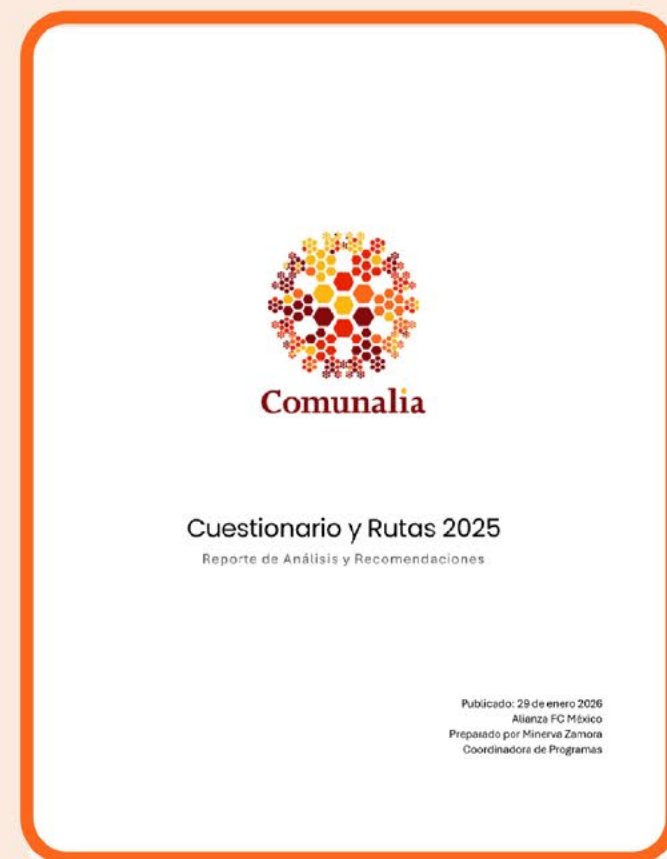 Comunalia
Cuestionario y Rutas 2025
Reporte de Análisis y Recomendaciones
Publicado: 29 de enero 2026
Alianza FC México
Preparado por Minerva Zamora
Coordinadora de Programas